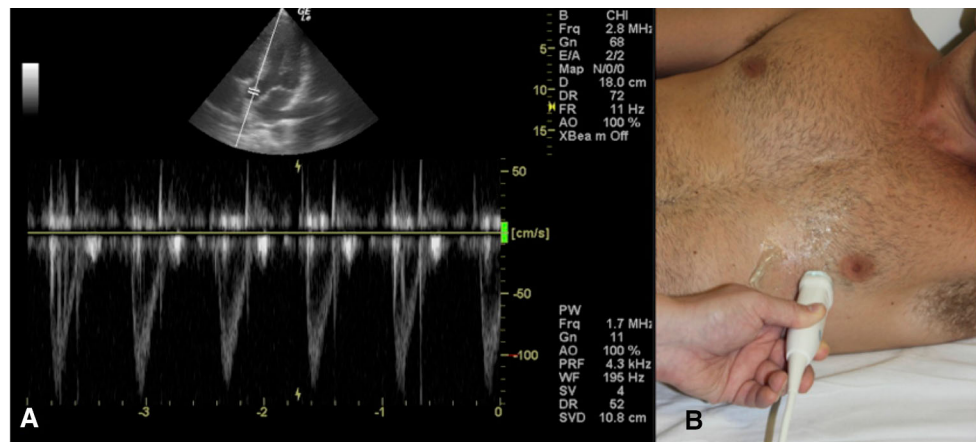 GE
B CHI
Frq 2.8 MHz
Gn 68
E/A 2/2
Map N/0/0
D 18.0 cm
DR 72
FR 11 Hz
AO 100 %
XBeam Off
5
10
15
50
[cm/s]
-50
-100
PW
Frq 1.7 MHz
Gn 11
AO 100 %
PRF 4.3 kHz
WF 195 Hz
SV 4
DR 52
SVD 10.8 cm
-3
-2
-1
0
A
B